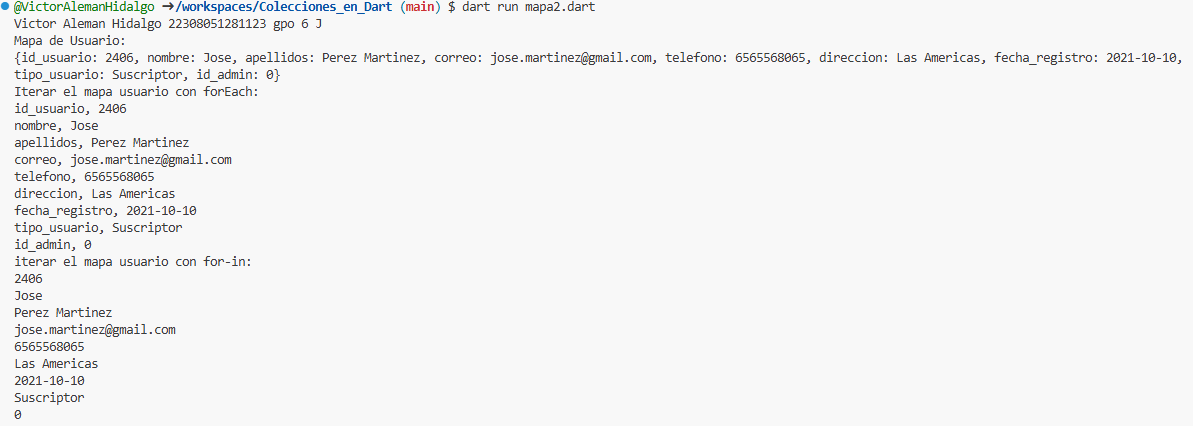 @VictorAlemanHidalgo ➜/workspaces/Colecciones_en_Dart (main) $ dart run mapa2.dart
Victor Aleman Hidalgo 22308051281123 gpo 6 J
Mapa de Usuario:
{id_usuario: 2406, nombre: Jose, apellidos: Perez Martinez, correo: jose.martinez@gmail.com, telefono: 6565568065, direccion: Las Americas, fecha_registro: 2021-10-10,
tipo_usuario: Suscriptor, id_admin: 0}
Iterar el mapa usuario con forEach:
id_usuario, 2406
nombre, Jose
apellidos, Perez Martinez
correo, jose.martinez@gmail.com
telefono, 6565568065
direccion, Las Americas
fecha_registro, 2021-10-10
tipo_usuario, Suscriptor
id_admin, 0
iterar el mapa usuario con for-in:
2406
Jose
Perez Martinez
jose.martinez@gmail.com
6565568065
Las Americas
2021-10-10
Suscriptor
0